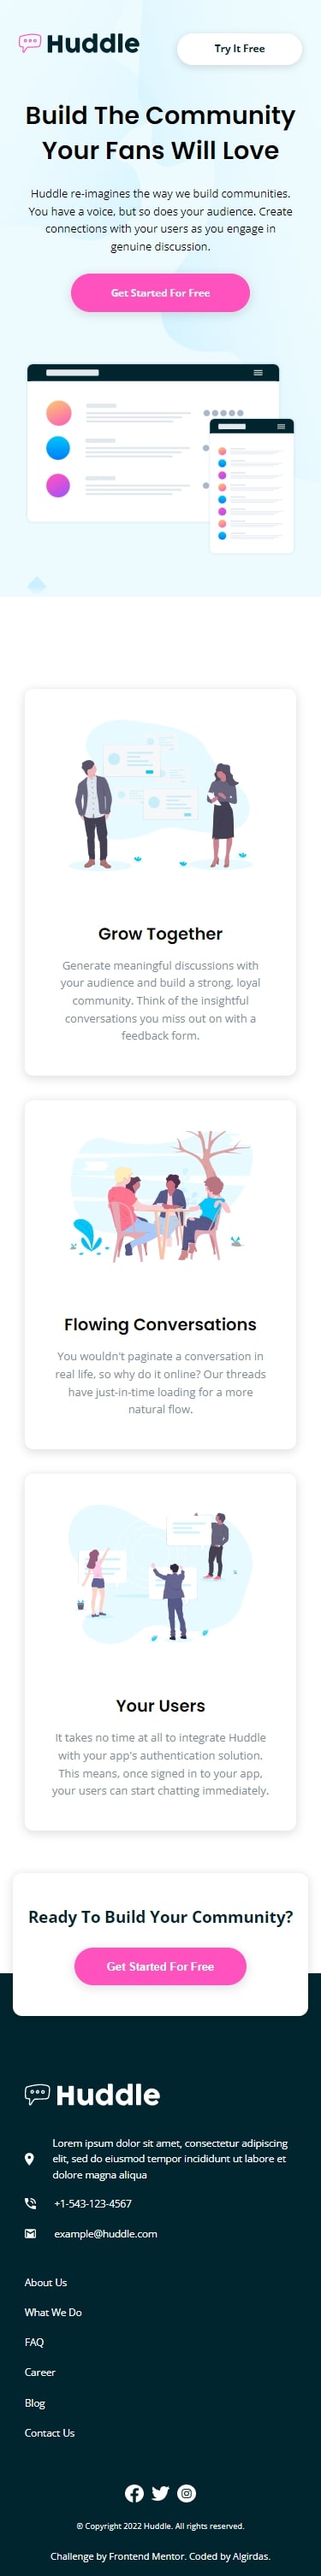 Huddle
Try It Free
Build The Community
Your Fans Will Love
Huddle re-imagines the way we build communities.
You have a voice, but so does your audience. Create
connections with your users as you engage in
genuine discussion.
Get Started For Free
Grow Together
Generate meaningful discussions with
your audience and build a strong, loyal
community. Think of the insightful
conversations you miss out on with a
feedback form.
Flowing Conversations
You wouldn't paginate a conversation in
real life, so why do it online? Our threads
have just-in-time loading for a more
natural flow.
Your Users
It takes no time at all to integrate Huddle
with your app's authentication solution.
This means, once signed in to your app,
your users can start chatting immediately.
Ready To Build Your Community?
Get Started For Free
Huddle
Lorem ipsum dolor sit amet, consectetur adipiscing
elit, sed do eiusmod tempor incididunt ut labore et
dolore magna aliqua
+1-543-123-4567
example@huddle.com
About Us
What We Do
FAQ
Career
Blog
Contact Us
© Copyright 2022 Huddle. All rights reserved.
Challenge by Frontend Mentor. Coded by Algirdas.